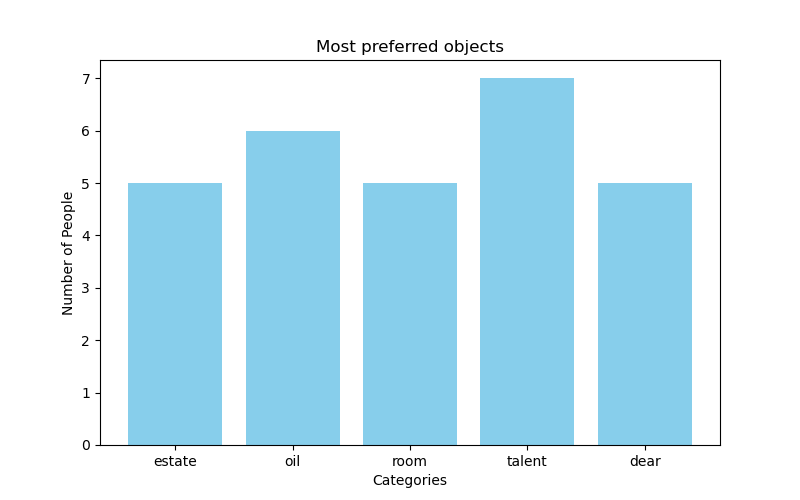 Most preferred objects
Number of People
7
6
5
4
3
2
1
0
estate oil room talent dear
Categories